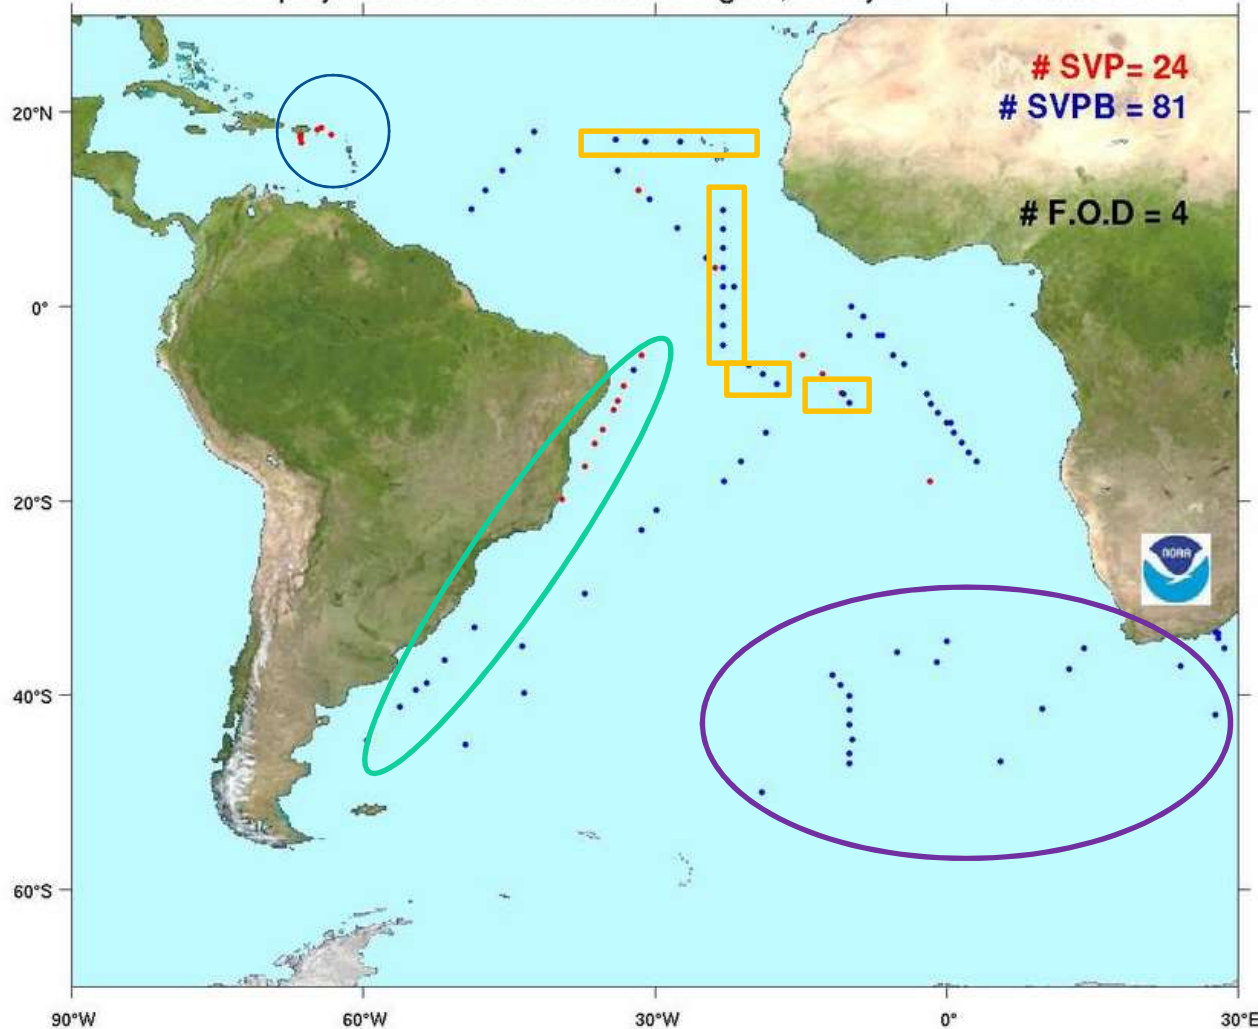 # SVP= 24
# SVPB = 81
# F.O.D = 4
NOAA
20°N
0°
20°S
40°S
60°S
90°W 60°W 30°W 0° 30°E